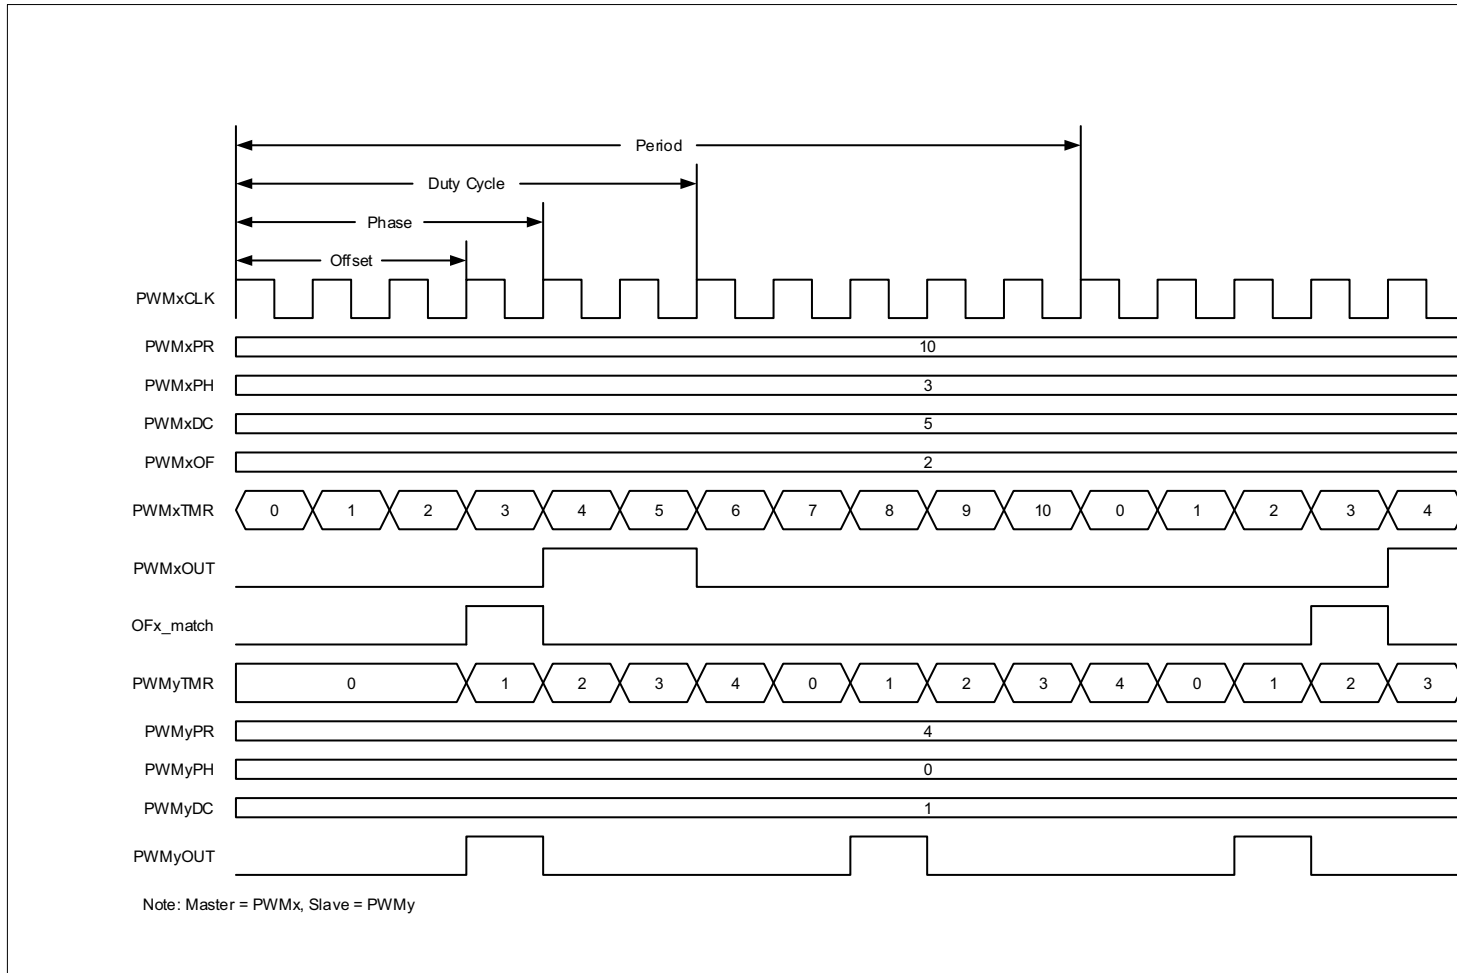 Period
Duty Cycle
Phase
Offset
PWMxCLK
PWMxPR 10
PWMxPH 3
PWMxDC 5
PWMxOF 2
PWMxTMR 0 1 2 3 4 5 6 7 8 9 10 0 1 2 3 4
PWMxOUT
OFx_match
PWMyTMR 0 1 2 3 4 0 1 2 3 4 0 1 2 3
PWMyPR 4
PWMyPH 0
PWMyDC 1
PWMyOUT
Note: Master = PWMx, Slave = PWMy